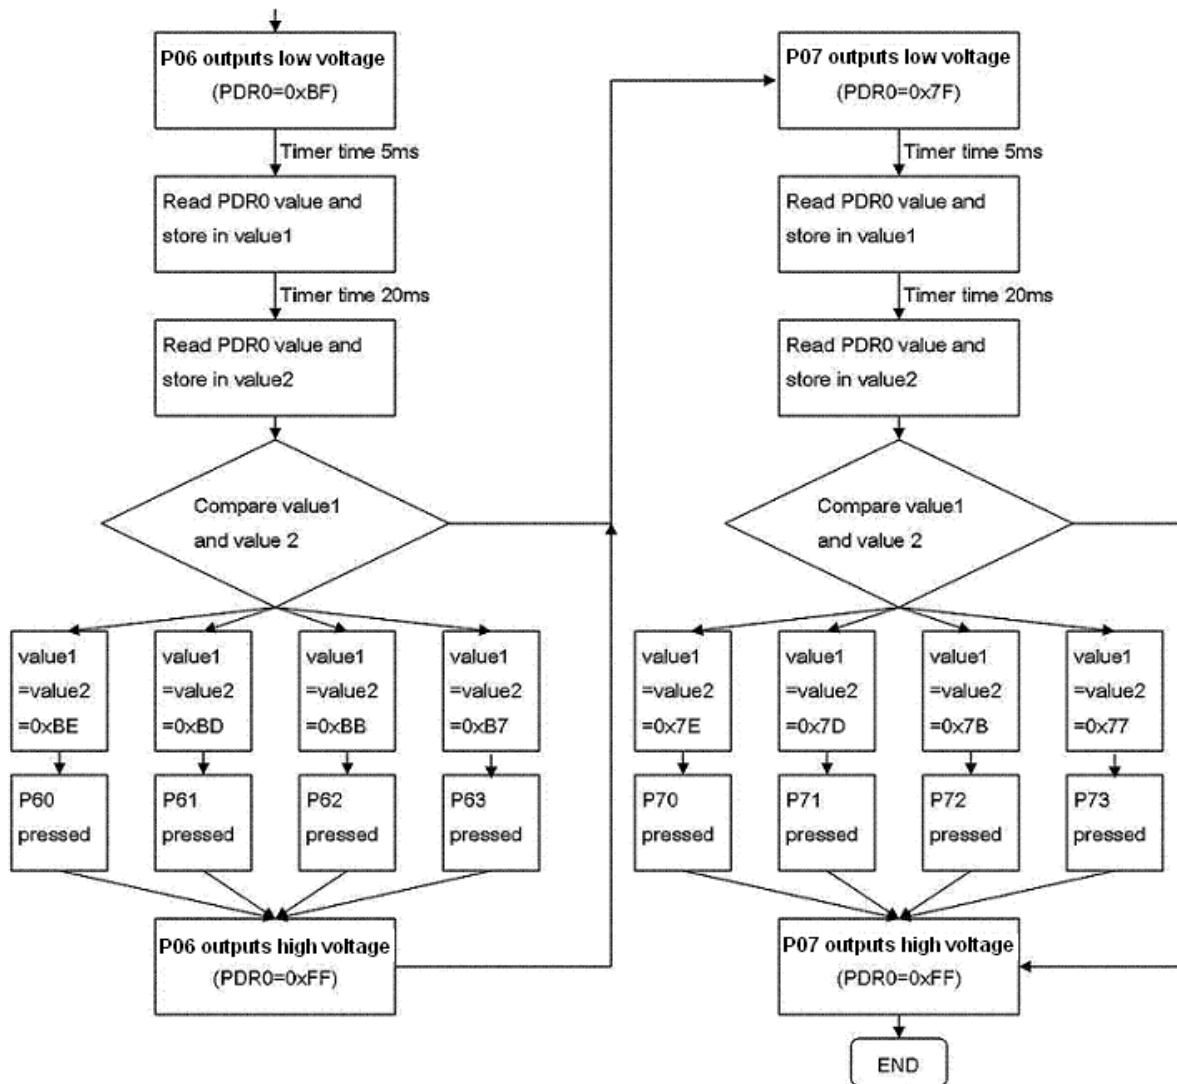 P06 outputs low voltage
(PDR0=0xBF)
Timer time 5ms
Read PDR0 value and
store in value1
Timer time 20ms
Read PDR0 value and
store in value2
Compare value1
and value 2
value1
=value2
=0xBE
value1
=value2
=0xBD
value1
=value2
=0xBB
value1
=value2
=0xB7
P60
pressed
P61
pressed
P62
pressed
P63
pressed
P06 outputs high voltage
(PDR0=0xFF)
P07 outputs low voltage
(PDR0=0x7F)
Timer time 5ms
Read PDR0 value and
store in value1
Timer time 20ms
Read PDR0 value and
store in value2
Compare value1
and value 2
value1
=value2
=0x7E
value1
=value2
=0x7D
value1
=value2
=0x7B
value1
=value2
=0x77
P70
pressed
P71
pressed
P72
pressed
P73
pressed
P07 outputs high voltage
(PDR0=0xFF)
END